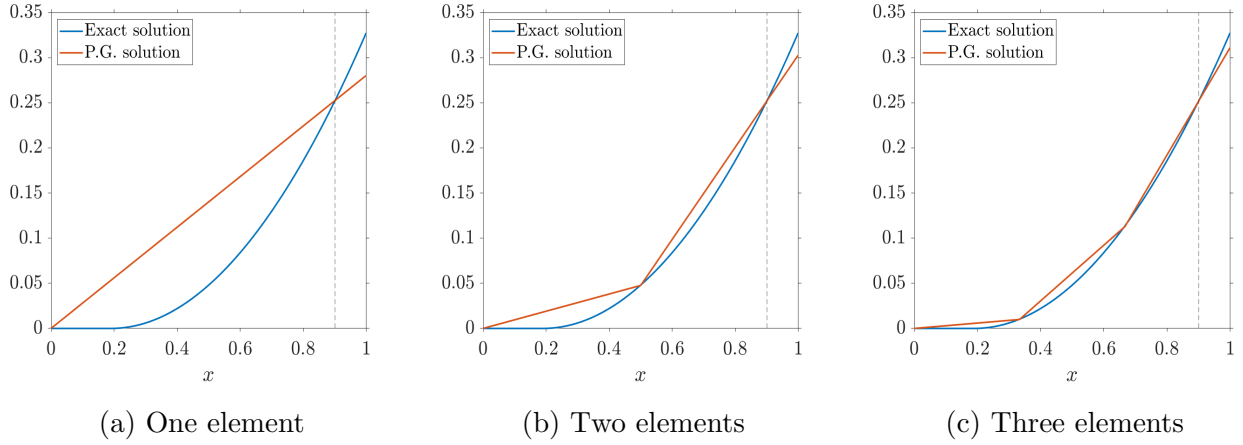 0.35
0.3
0.25
0.2
0.15
0.1
0.05
0
Exact solution
P.G. solution
0 0.2 0.4 0.6 0.8 1
x
(a) One element
0.35
0.3
0.25
0.2
0.15
0.1
0.05
0
Exact solution
P.G. solution
0 0.2 0.4 0.6 0.8 1
x
(b) Two elements
0.35
0.3
0.25
0.2
0.15
0.1
0.05
0
Exact solution
P.G. solution
0 0.2 0.4 0.6 0.8 1
x
(c) Three elements